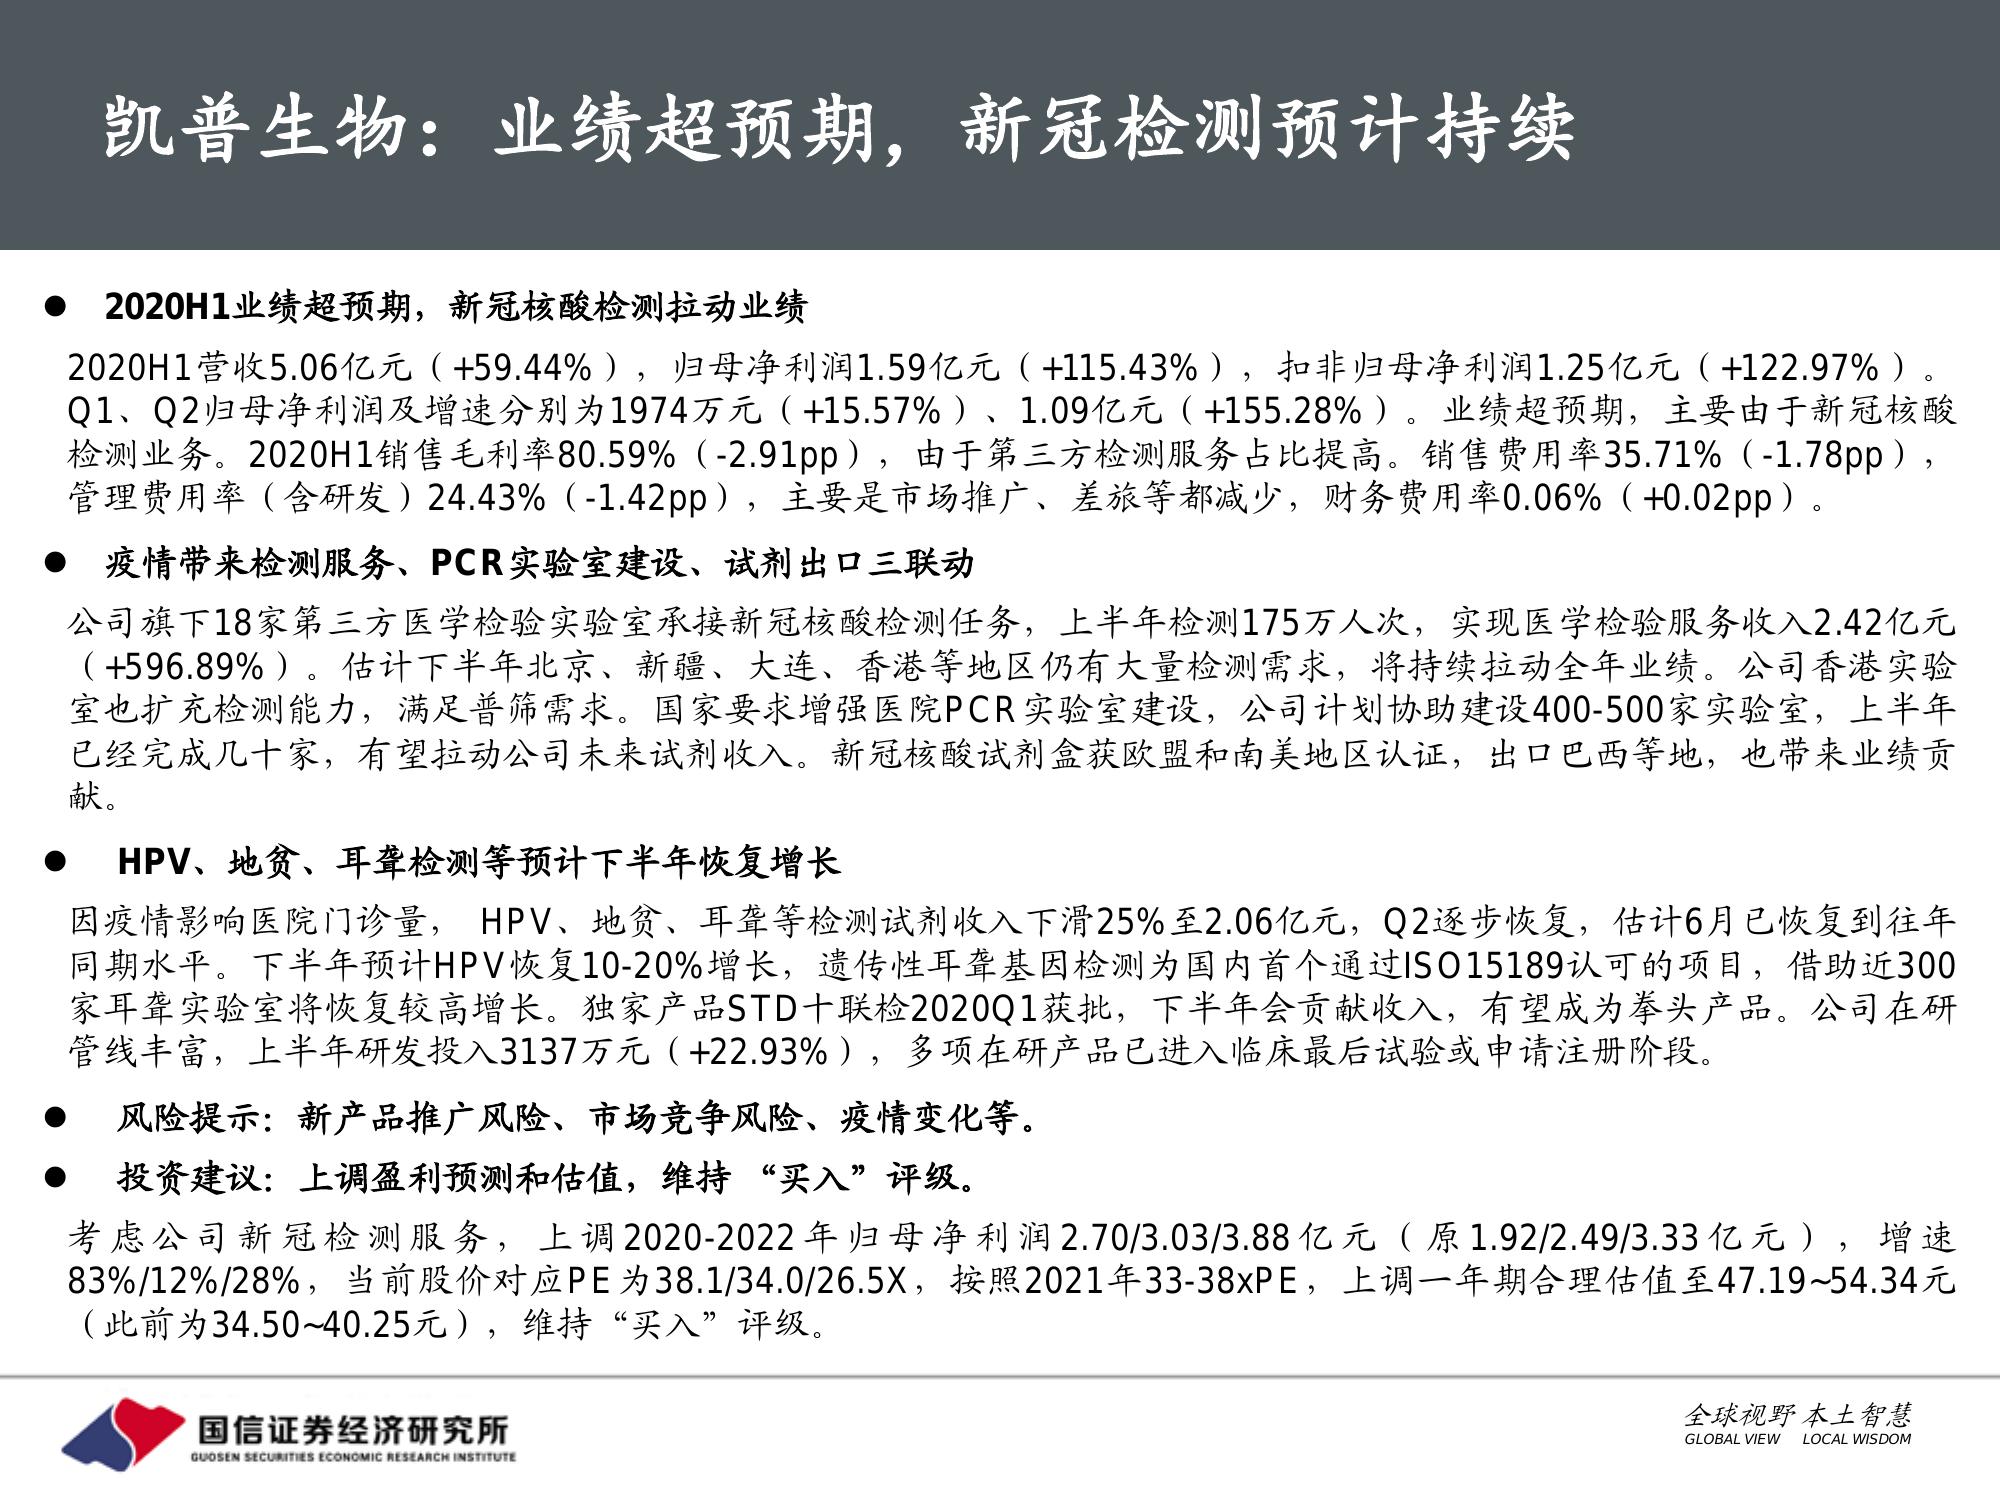 凯普生物：业绩超预期，新冠检测预计持续
● 2020H1业绩超预期，新冠核酸检测拉动业绩
2020H1营收5.06亿元（+59.44%），归母净利润1.59亿元（+115.43%），扣非归母净利润1.25亿元（+122.97%）。
Q1、Q2归母净利润及增速分别为1974万元（+15.57%）、1.09亿元（+155.28%）。业绩超预期，主要由于新冠核酸
检测业务。2020H1销售毛利率80.59%（-2.91pp），由于第三方检测服务占比提高。销售费用率35.71%（-1.78pp），
管理费用率（含研发）24.43%（-1.42pp），主要是市场推广、差旅等都减少，财务费用率0.06%（+0.02pp）。
● 疫情带来检测服务、PCR实验室建设、试剂出口三联动
公司旗下18家第三方医学检验实验室承接新冠核酸检测任务，上半年检测175万人次，实现医学检验服务收入2.42亿元
（+596.89%）。估计下半年北京、新疆、大连、香港等地区仍有大量检测需求，将持续拉动全年业绩。公司香港实验
室也扩充检测能力，满足普筛需求。国家要求增强医院PCR实验室建设，公司计划协助建设400-500家实验室，上半年
已经完成几十家，有望拉动公司未来试剂收入。新冠核酸试剂盒获欧盟和南美地区认证，出口巴西等地，也带来业绩贡
献。
● HPV、地贫、耳聋检测等预计下半年恢复增长
因疫情影响医院门诊量， HPV、地贫、耳聋等检测试剂收入下滑25%至2.06亿元，Q2逐步恢复，估计6月已恢复到往年
同期水平。下半年预计HPV恢复10-20%增长，遗传性耳聋基因检测为国内首个通过ISO15189认可的项目，借助近300
家耳聋实验室将恢复较高增长。独家产品STD十联检2020Q1获批，下半年会贡献收入，有望成为拳头产品。公司在研
管线丰富，上半年研发投入3137万元（+22.93%），多项在研产品已进入临床最后试验或申请注册阶段。
● 风险提示：新产品推广风险、市场竞争风险、疫情变化等。
● 投资建议：上调盈利预测和估值，维持 “买入”评级。
考虑公司新冠检测服务，上调2020-2022年归母净利润2.70/3.03/3.88亿元（原1.92/2.49/3.33亿元），增速
83%/12%/28%，当前股价对应PE为38.1/34.0/26.5X，按照2021年33-38xPE，上调一年期合理估值至47.19~54.34元
（此前为34.50~40.25元），维持“买入”评级。
国信证券经济研究所
GUOSEN SECURITIES ECONOMIC RESEARCH INSTITUTE
全球视野 本土智慧
GLOBAL VIEW LOCAL WISDOM